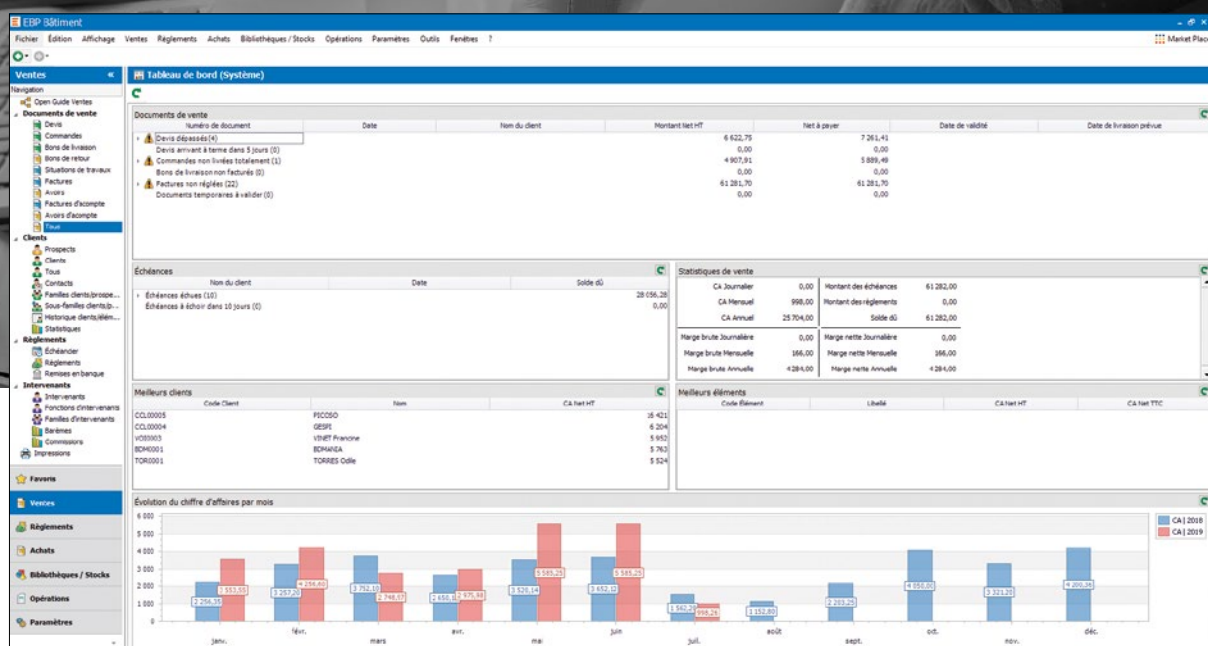 EBP Bâtiment
Fichier Édition Affichage Ventes Règlements Achats Bibliothèques / Stocks Opérations Paramètres Outils Fenêtres ? Market Place
Ventes «
Navigation
Open Guide Ventes
Documents de vente
Devis
Commandes
Bons de livraison
Bons de retour
Situations de travaux
Factures
Avoirs
Factures d'acompte
Avoirs d'acompte
Tous
Clients
Prospects
Clients
Tous
Contacts
Familles clients/prospe...
Sous-familles clients/p...
Historique clients/élém...
Statistiques
Règlements
Échéancier
Règlements
Remises en banque
Intervenants
Intervenants
Fonctions d'intervenants
Familles d'intervenants
Barèmes
Commissions
Impressions
Favoris
Ventes
Règlements
Achats
Bibliothèques / Stocks
Opérations
Paramètres
Tableau de bord (Système)
Documents de vente
Numéro de document Date Nom du client Montant Net HT Net à payer Date de validité Date de livraison prévue
Devis dépassés (4) 6 622,75 7 261,41
Devis arrivant à terme dans 5 jours (0) 0,00 0,00
Commandes non livrées totalement (1) 4 907,91 5 889,49
Bons de livraison non facturés (0) 0,00 0,00
Factures non réglées (22) 61 281,70 61 281,70
Documents temporaires à valider (0) 0,00 0,00
Échéances
Nom du client Date Solde dû
Échéances échues (10) 28 056,28
Échéances à échoir dans 10 jours (0) 0,00
Statistiques de vente
CA Journalier 0,00 Montant des échéances 61 282,00
CA Mensuel 998,00 Montant des règlements 0,00
CA Annuel 25 704,00 Solde dû 61 282,00
Marge brute Journalière 0,00 Marge nette Journalière 0,00
Marge brute Mensuelle 166,00 Marge nette Mensuelle 166,00
Marge brute Annuelle 4 284,00 Marge nette Annuelle 4 284,00
Meilleurs clients
Code Client Nom CA Net HT
CCL00005 PICOSO 16 421
CCL00004 GESPI 6 204
VOI0003 VINET Francine 5 952
BDM0001 BDMANIA 5 763
TOR0001 TORRES Odile 5 524
Meilleurs éléments
Code Élément Libellé CA Net HT CA Net TTC
Évolution du chiffre d'affaires par mois
6 000
5 000
4 000
3 000
2 000
1 000
0
2 256,35 3 553,55 3 257,20 4 256,60 3 752,10 2 748,57 2 975,98 3 520,14 5 585,25 3 652,12 5 585,25 1 562,20 998,26 1 152,80 2 203,25 4 050,00 3 321,20 4 200,36
janv. févr. mars avr. mai juin juil. août sept. oct. nov. déc.
CA | 2018
CA | 2019